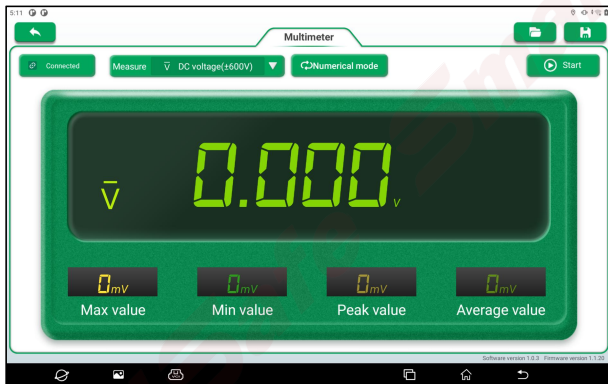 5:11
Multimeter
Connected
Measure V DC voltage(±600V)
Numerical mode
Start
V
0.000 V
0mV
0mV
0mV
0mV
Max value
Min value
Peak value
Average value
Software version 1.0.3 Firmware version 1.1.20
VCI